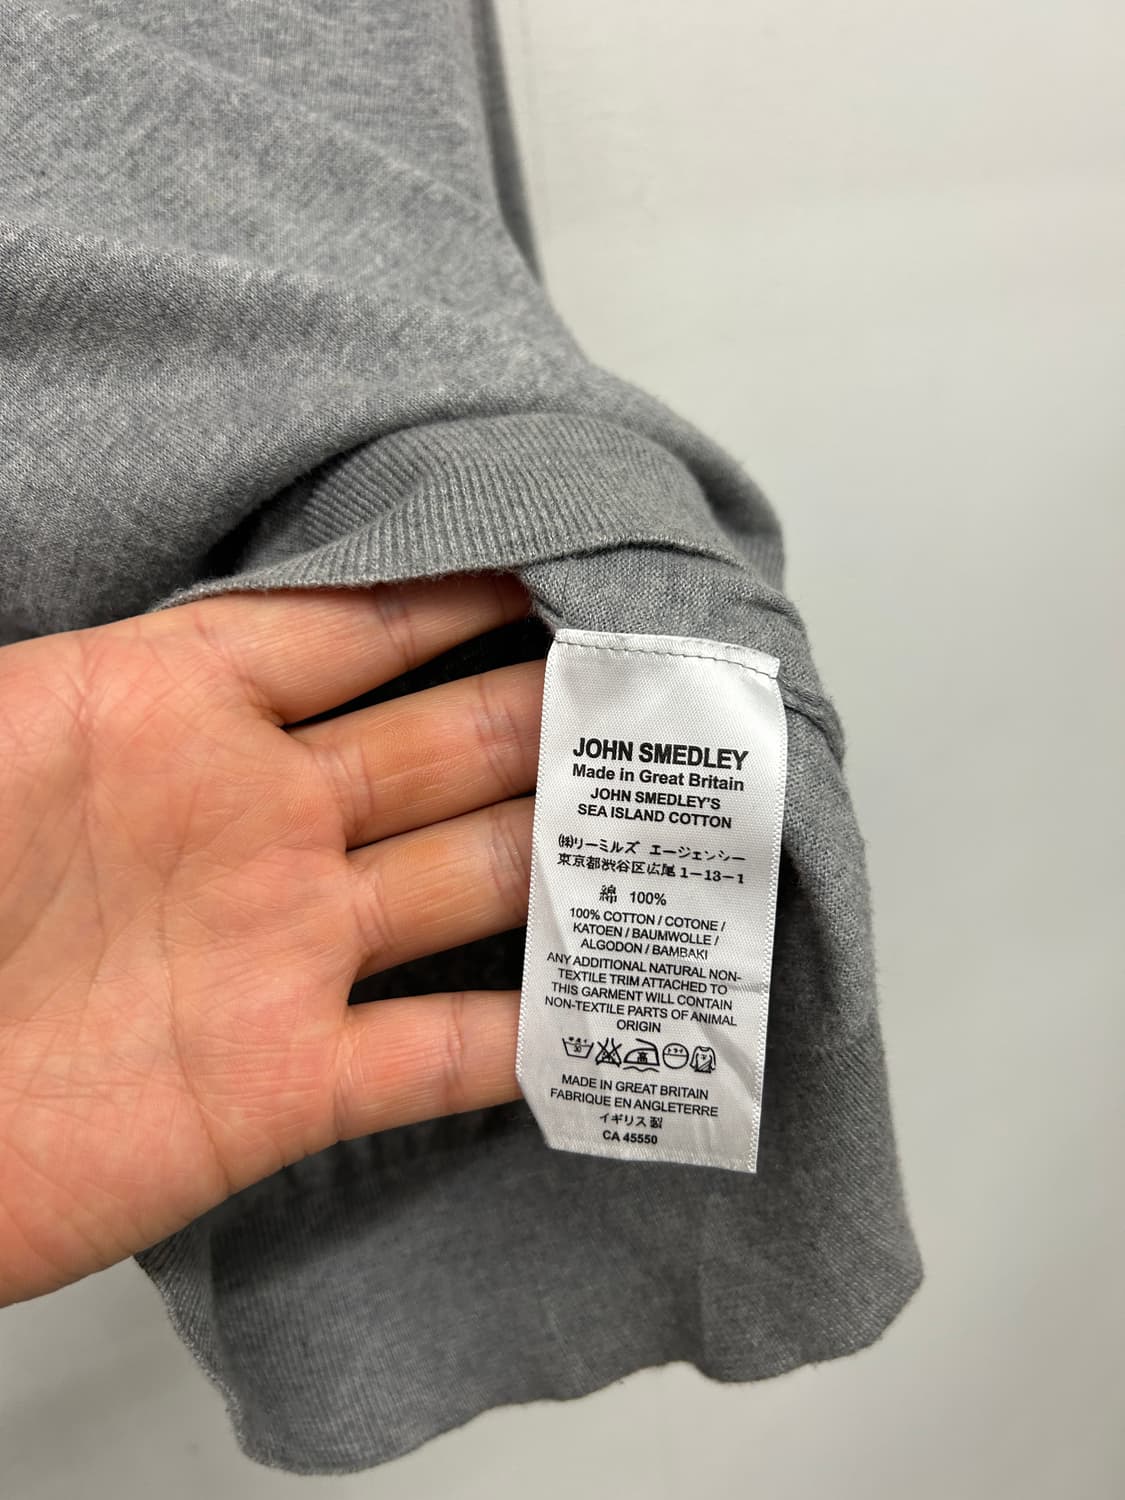 JOHN SMEDLEY
Made in Great Britain
JOHN SMEDLEY'S
SEA ISLAND COTTON
㈱リーミルズ エージェンシー
東京都渋谷区広尾 1-13-1
綿 100%
100% COTTON / COTONE /
KATOEN / BAUMWOLLE /
ALGODON / BAMBAKI
ANY ADDITIONAL NATURAL NON-
TEXTILE TRIM ATTACHED TO
THIS GARMENT WILL CONTAIN
NON-TEXTILE PARTS OF ANIMAL
ORIGIN
MADE IN GREAT BRITAIN
FABRIQUE EN ANGLETERRE
イギリス製
CA 45550